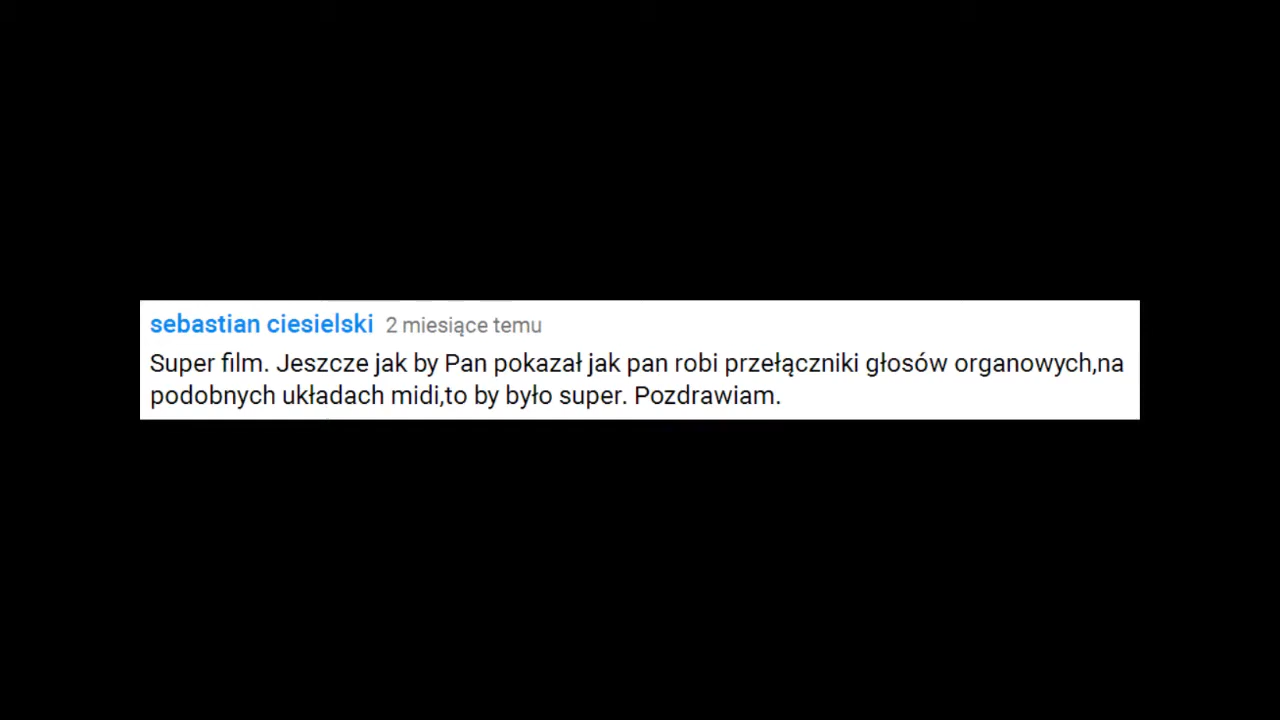 sebastian ciesielski 2 miesiące temu
Super film. Jeszcze jak by Pan pokazał jak pan robi przełączniki głosów organowych,na
podobnych układach midi,to by było super. Pozdrawiam.